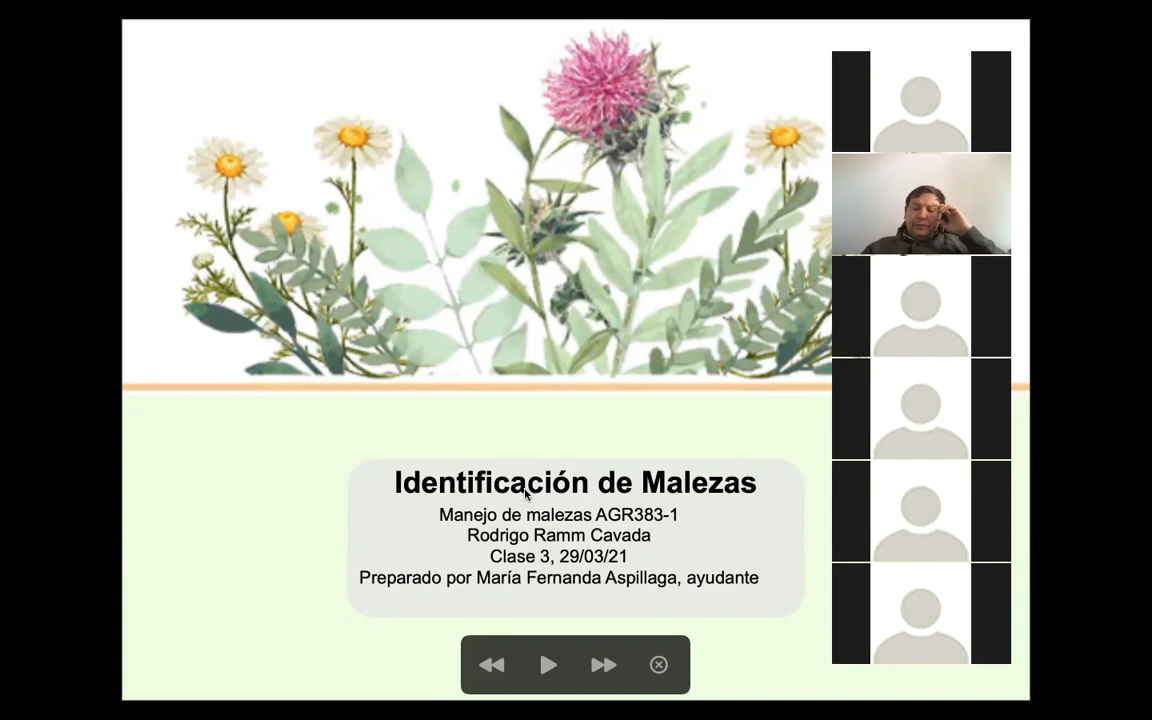 Identificación de Malezas
Manejo de malezas AGR383-1
Rodrigo Ramm Cavada
Clase 3, 29/03/21
Preparado por María Fernanda Aspillaga, ayudante